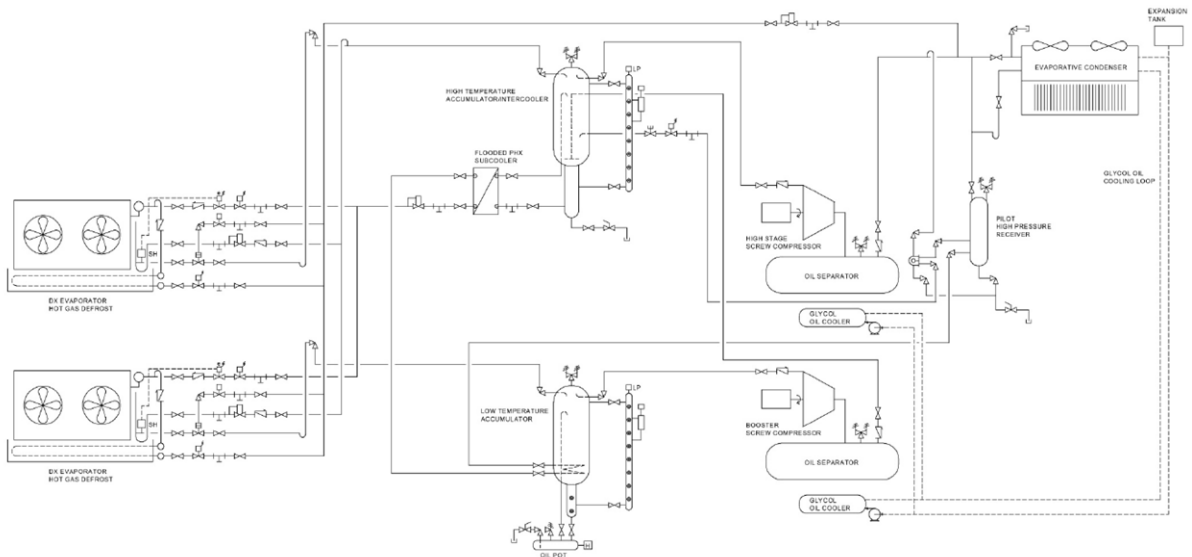 EXPANSION
TANK
EVAPORATIVE CONDENSER
LP
HIGH TEMPERATURE
ACCUMULATOR/INTERCOOLER
FLOODED PHX
SUBCOOLER
GLYCOL OIL
COOLING LOOP
PILOT
HIGH PRESSURE
RECEIVER
HIGH STAGE
SCREW COMPRESSOR
OIL SEPARATOR
SH
DX EVAPORATOR
HOT GAS DEFROST
GLYCOL
OIL COOLER
LP
LOW TEMPERATURE
ACCUMULATOR
BOOSTER
SCREW COMPRESSOR
SH
OIL SEPARATOR
DX EVAPORATOR
HOT GAS DEFROST
GLYCOL
OIL COOLER
H
OIL POT